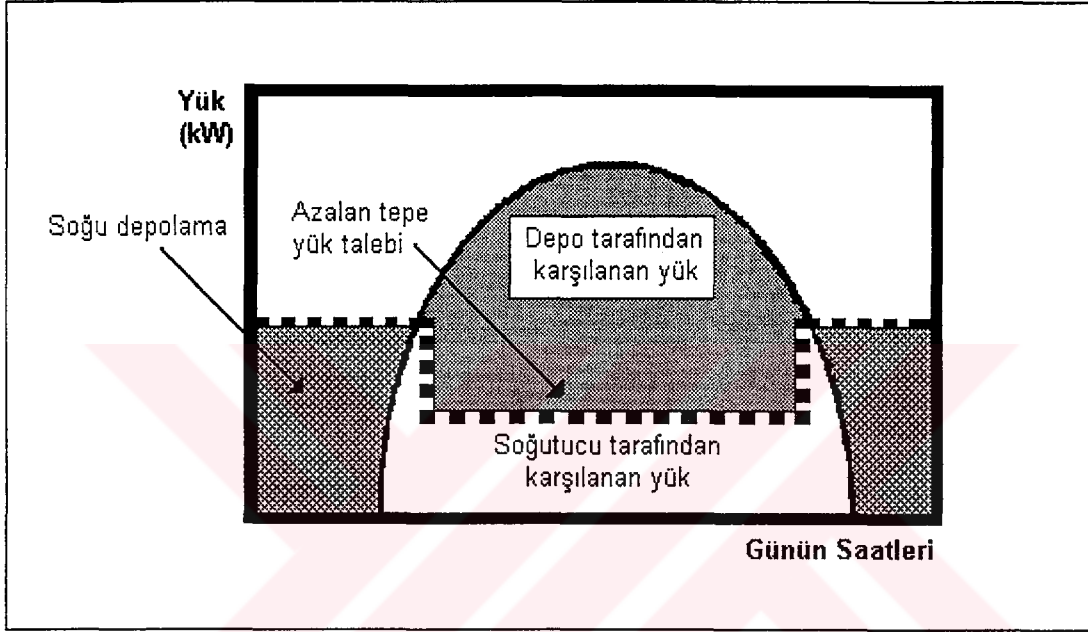 Yük
(kW)
Soğu depolama
Azalan tepe
yük talebi
Depo tarafından
karşılanan yük
Soğutucu tarafından
karşılanan yük
Günün Saatleri